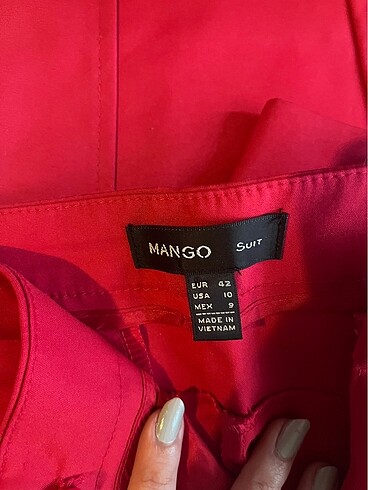 MANGO SUIT
EUR 42
USA 10
MEX 9
MADE IN
VIETNAM